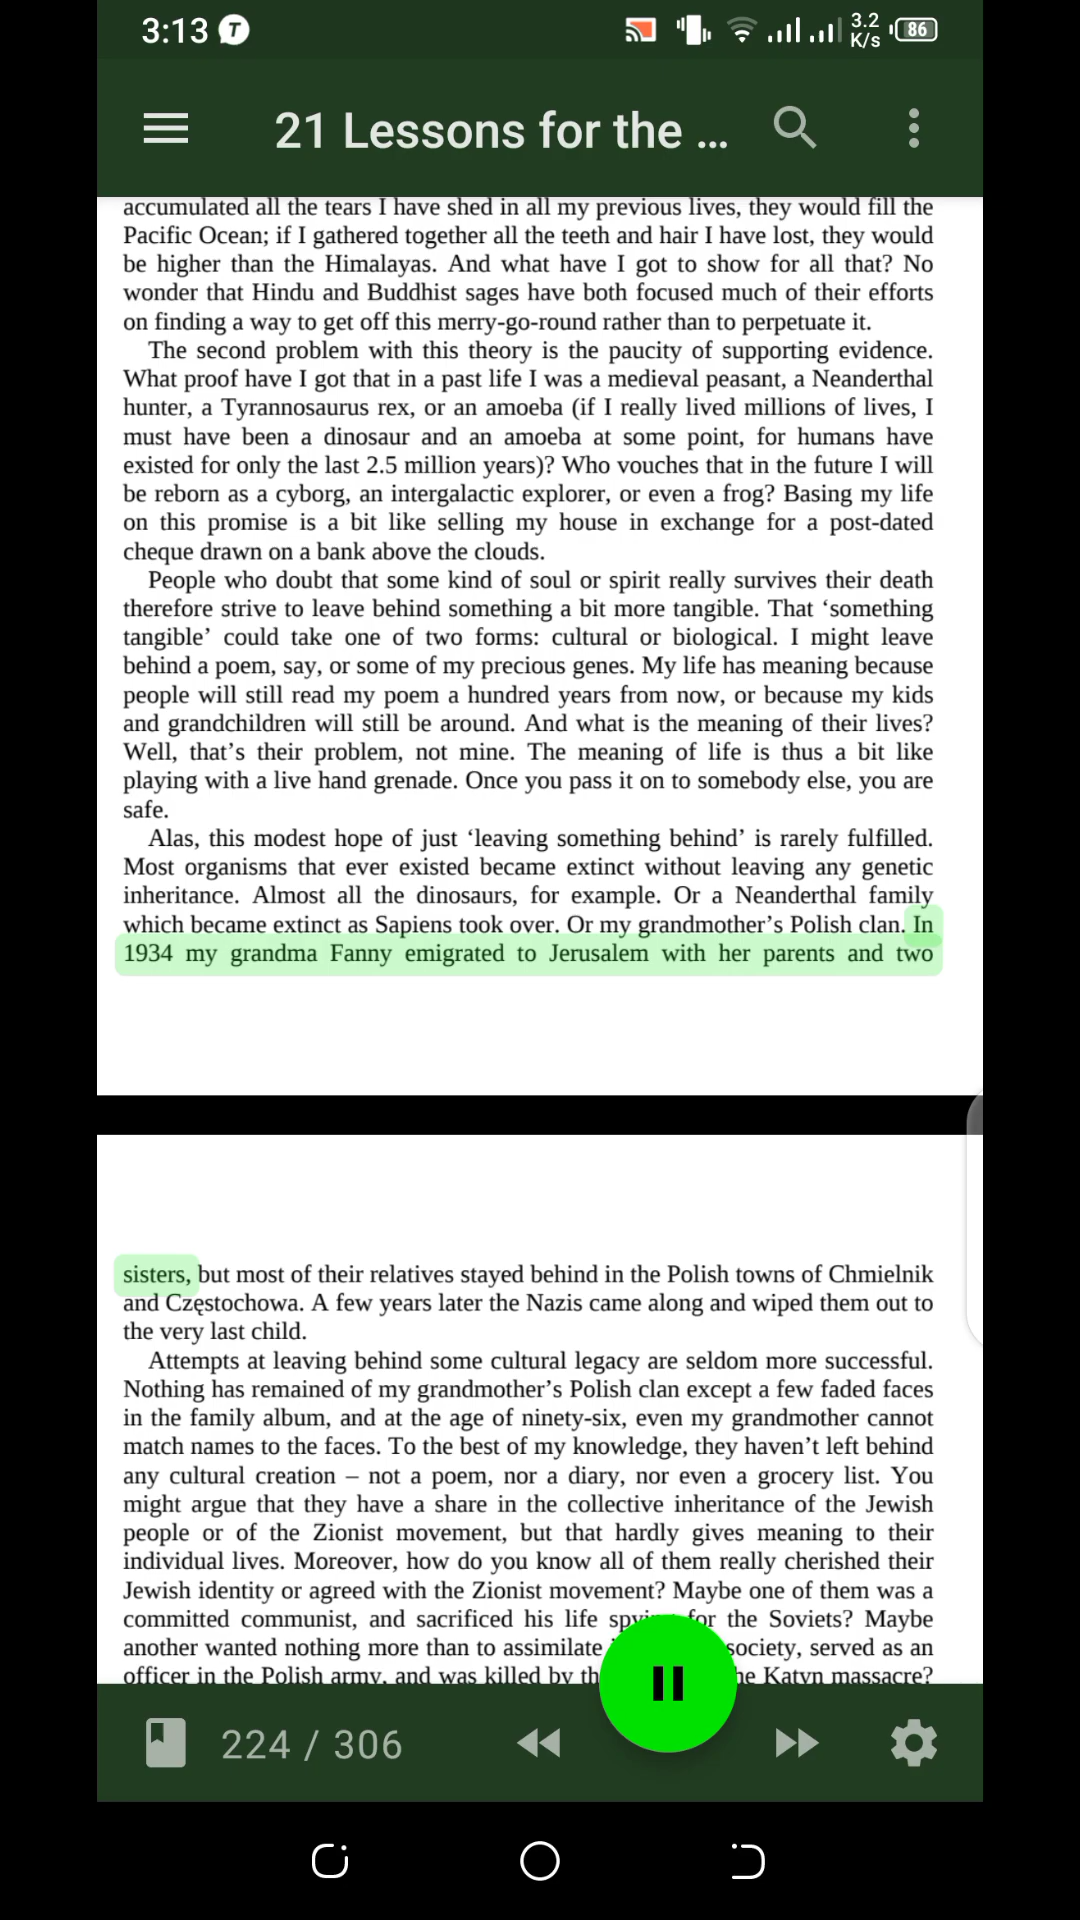 3:13
3.2
K/s
86
21 Lessons for the ...
accumulated all the tears I have shed in all my previous lives, they would fill the
Pacific Ocean; if I gathered together all the teeth and hair I have lost, they would
be higher than the Himalayas. And what have I got to show for all that? No
wonder that Hindu and Buddhist sages have both focused much of their efforts
on finding a way to get off this merry-go-round rather than to perpetuate it.
The second problem with this theory is the paucity of supporting evidence.
What proof have I got that in a past life I was a medieval peasant, a Neanderthal
hunter, a Tyrannosaurus rex, or an amoeba (if I really lived millions of lives, I
must have been a dinosaur and an amoeba at some point, for humans have
existed for only the last 2.5 million years)? Who vouches that in the future I will
be reborn as a cyborg, an intergalactic explorer, or even a frog? Basing my life
on this promise is a bit like selling my house in exchange for a post-dated
cheque drawn on a bank above the clouds.
People who doubt that some kind of soul or spirit really survives their death
therefore strive to leave behind something a bit more tangible. That ‘something
tangible’ could take one of two forms: cultural or biological. I might leave
behind a poem, say, or some of my precious genes. My life has meaning because
people will still read my poem a hundred years from now, or because my kids
and grandchildren will still be around. And what is the meaning of their lives?
Well, that’s their problem, not mine. The meaning of life is thus a bit like
playing with a live hand grenade. Once you pass it on to somebody else, you are
safe.
Alas, this modest hope of just ‘leaving something behind’ is rarely fulfilled.
Most organisms that ever existed became extinct without leaving any genetic
inheritance. Almost all the dinosaurs, for example. Or a Neanderthal family
which became extinct as Sapiens took over. Or my grandmother’s Polish clan. In
1934 my grandma Fanny emigrated to Jerusalem with her parents and two
sisters, but most of their relatives stayed behind in the Polish towns of Chmielnik
and Częstochowa. A few years later the Nazis came along and wiped them out to
the very last child.
Attempts at leaving behind some cultural legacy are seldom more successful.
Nothing has remained of my grandmother’s Polish clan except a few faded faces
in the family album, and at the age of ninety-six, even my grandmother cannot
match names to the faces. To the best of my knowledge, they haven’t left behind
any cultural creation – not a poem, nor a diary, nor even a grocery list. You
might argue that they have a share in the collective inheritance of the Jewish
people or of the Zionist movement, but that hardly gives meaning to their
individual lives. Moreover, how do you know all of them really cherished their
Jewish identity or agreed with the Zionist movement? Maybe one of them was a
committed communist, and sacrificed his life spying for the Soviets? Maybe
another wanted nothing more than to assimilate society, served as an
officer in the Polish army, and was killed by the Katyn massacre?
224 / 306